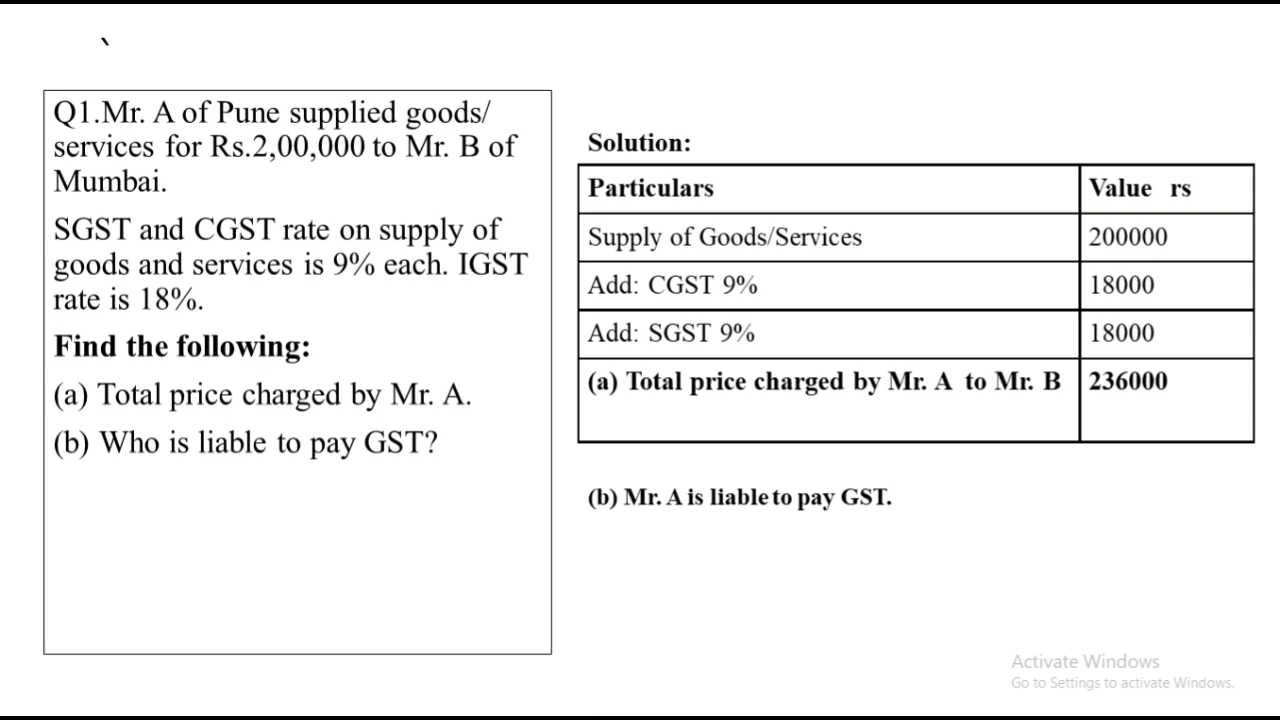 `
Q1.Mr. A of Pune supplied goods/
services for Rs.2,00,000 to Mr. B of
Mumbai.
SGST and CGST rate on supply of
goods and services is 9% each. IGST
rate is 18%.
Find the following:
(a) Total price charged by Mr. A.
(b) Who is liable to pay GST?
Solution:
Particulars Value rs
Supply of Goods/Services 200000
Add: CGST 9% 18000
Add: SGST 9% 18000
(a) Total price charged by Mr. A to Mr. B 236000
(b) Mr. A is liable to pay GST.
Activate Windows
Go to Settings to activate Windows.